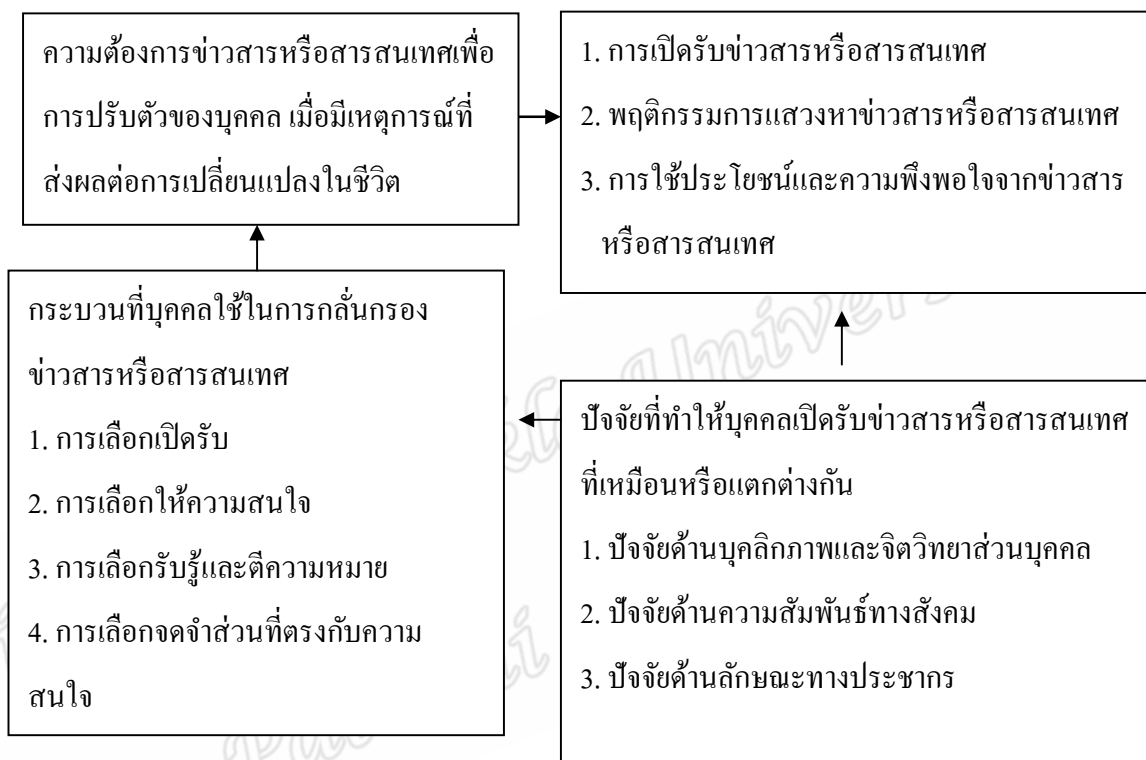 ความต้องการข่าวสารหรือสารสนเทศเพื่อ
การปรับตัวของบุคคล เมื่อมีเหตุการณ์ที่
ส่งผลต่อการเปลี่ยนแปลงในชีวิต
1. การเปิดรับข่าวสารหรือสารสนเทศ
2. พฤติกรรมการแสวงหาข่าวสารหรือสารสนเทศ
3. การใช้ประโยชน์และความพึงพอใจจากข่าวสาร
หรือสารสนเทศ
กระบวนที่บุคคลใช้ในการกลั่นกรอง
ข่าวสารหรือสารสนเทศ
1. การเลือกเปิดรับ
2. การเลือกให้ความสนใจ
3. การเลือกรับรู้และตีความหมาย
4. การเลือกจดจำส่วนที่ตรงกับความ
สนใจ
ปัจจัยที่ทำให้บุคคลเปิดรับข่าวสารหรือสารสนเทศ
ที่เหมือนหรือแตกต่างกัน
1. ปัจจัยด้านบุคลิกภาพและจิตวิทยาส่วนบุคคล
2. ปัจจัยด้านความสัมพันธ์ทางสังคม
3. ปัจจัยด้านลักษณะทางประชากร